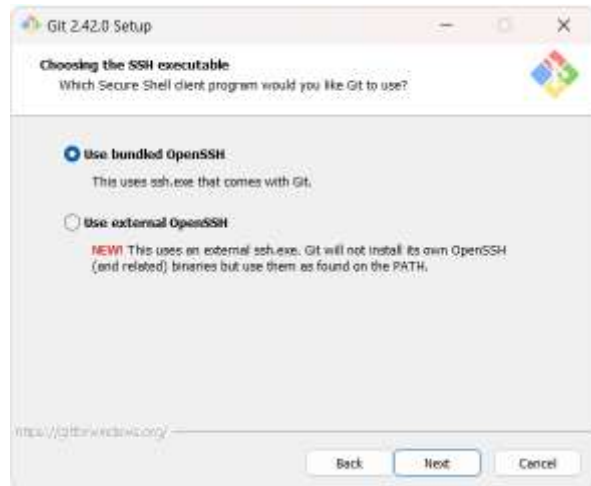 Git 2.42.0 Setup
Choosing the SSH executable
Which Secure Shell client program would you like Git to use?
Use bundled OpenSSH
This uses ssh.exe that comes with Git.
Use external OpenSSH
NEW! This uses an external ssh.exe. Git will not install its own OpenSSH
(and related) binaries but use them as found on the PATH.
https://gitforwindows.org/
Back
Next
Cancel